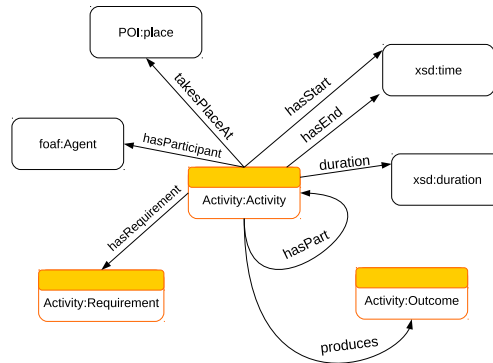 POI:place
takesPlaceAt
hasStart
hasEnd
xsd:time
foaf:Agent
hasParticipant
duration
xsd:duration
Activity:Activity
hasRequirement
hasPart
Activity:Requirement
Activity:Outcome
produces